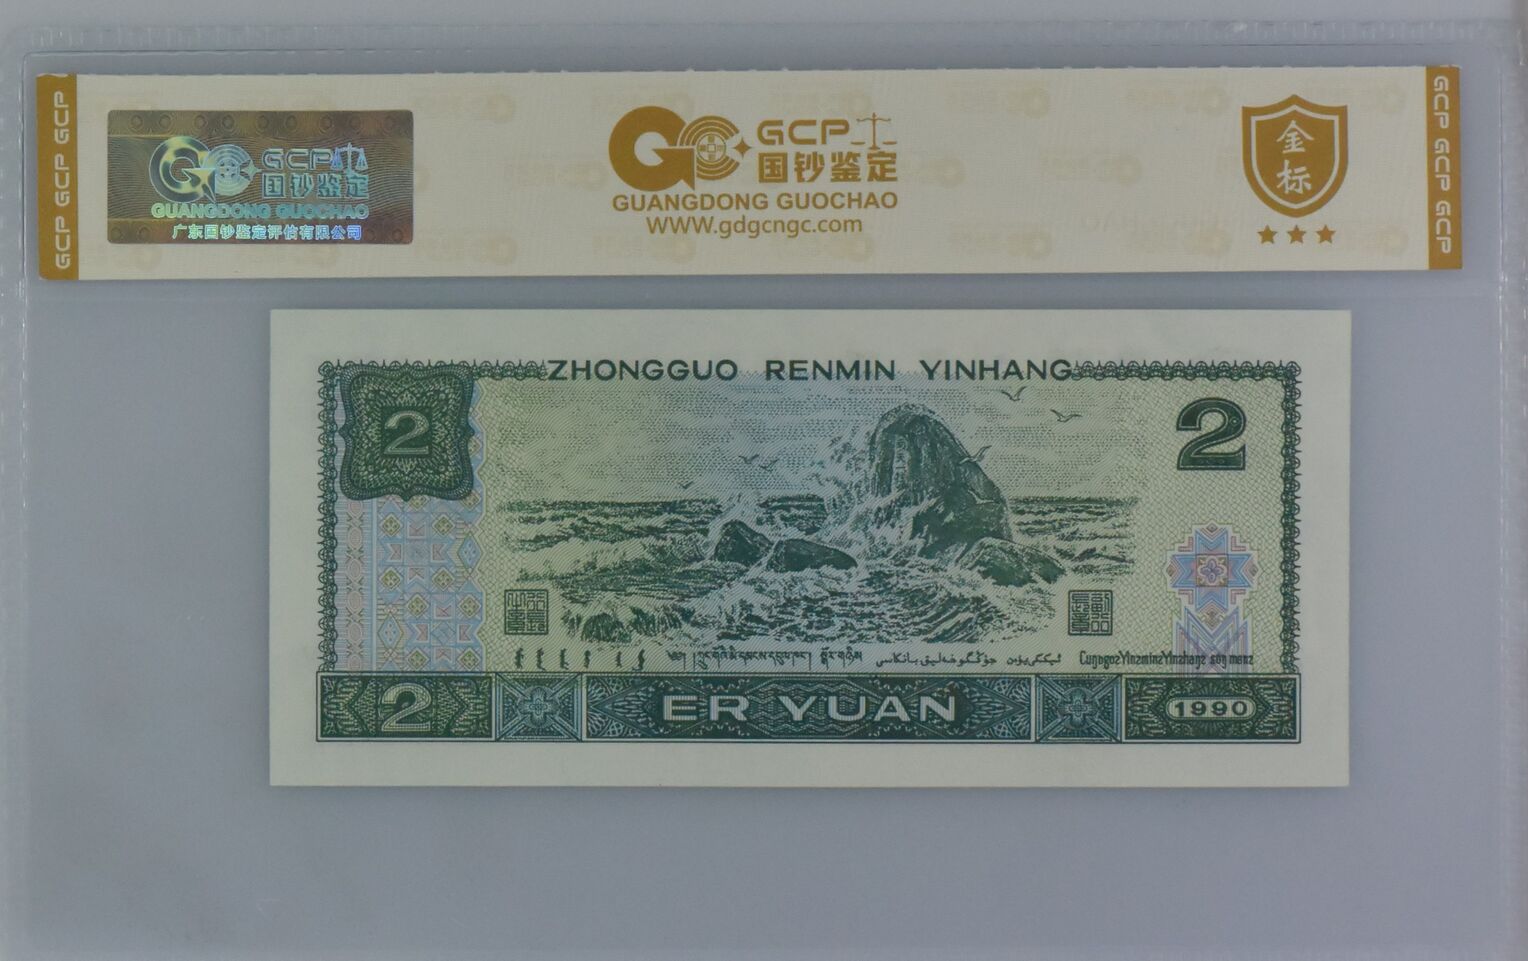 GCP GCP GCP
GCP
国钞鉴定
GUANGDONG GUOCHAO
广东国钞鉴定评估有限公司
GCP
国钞鉴定
GUANGDONG GUOCHAO
WWW.gdgcngc.com
金标
GCP GCP GCP
ZHONGGUO RENMIN YINHANG
2
2
2
ER YUAN
1990